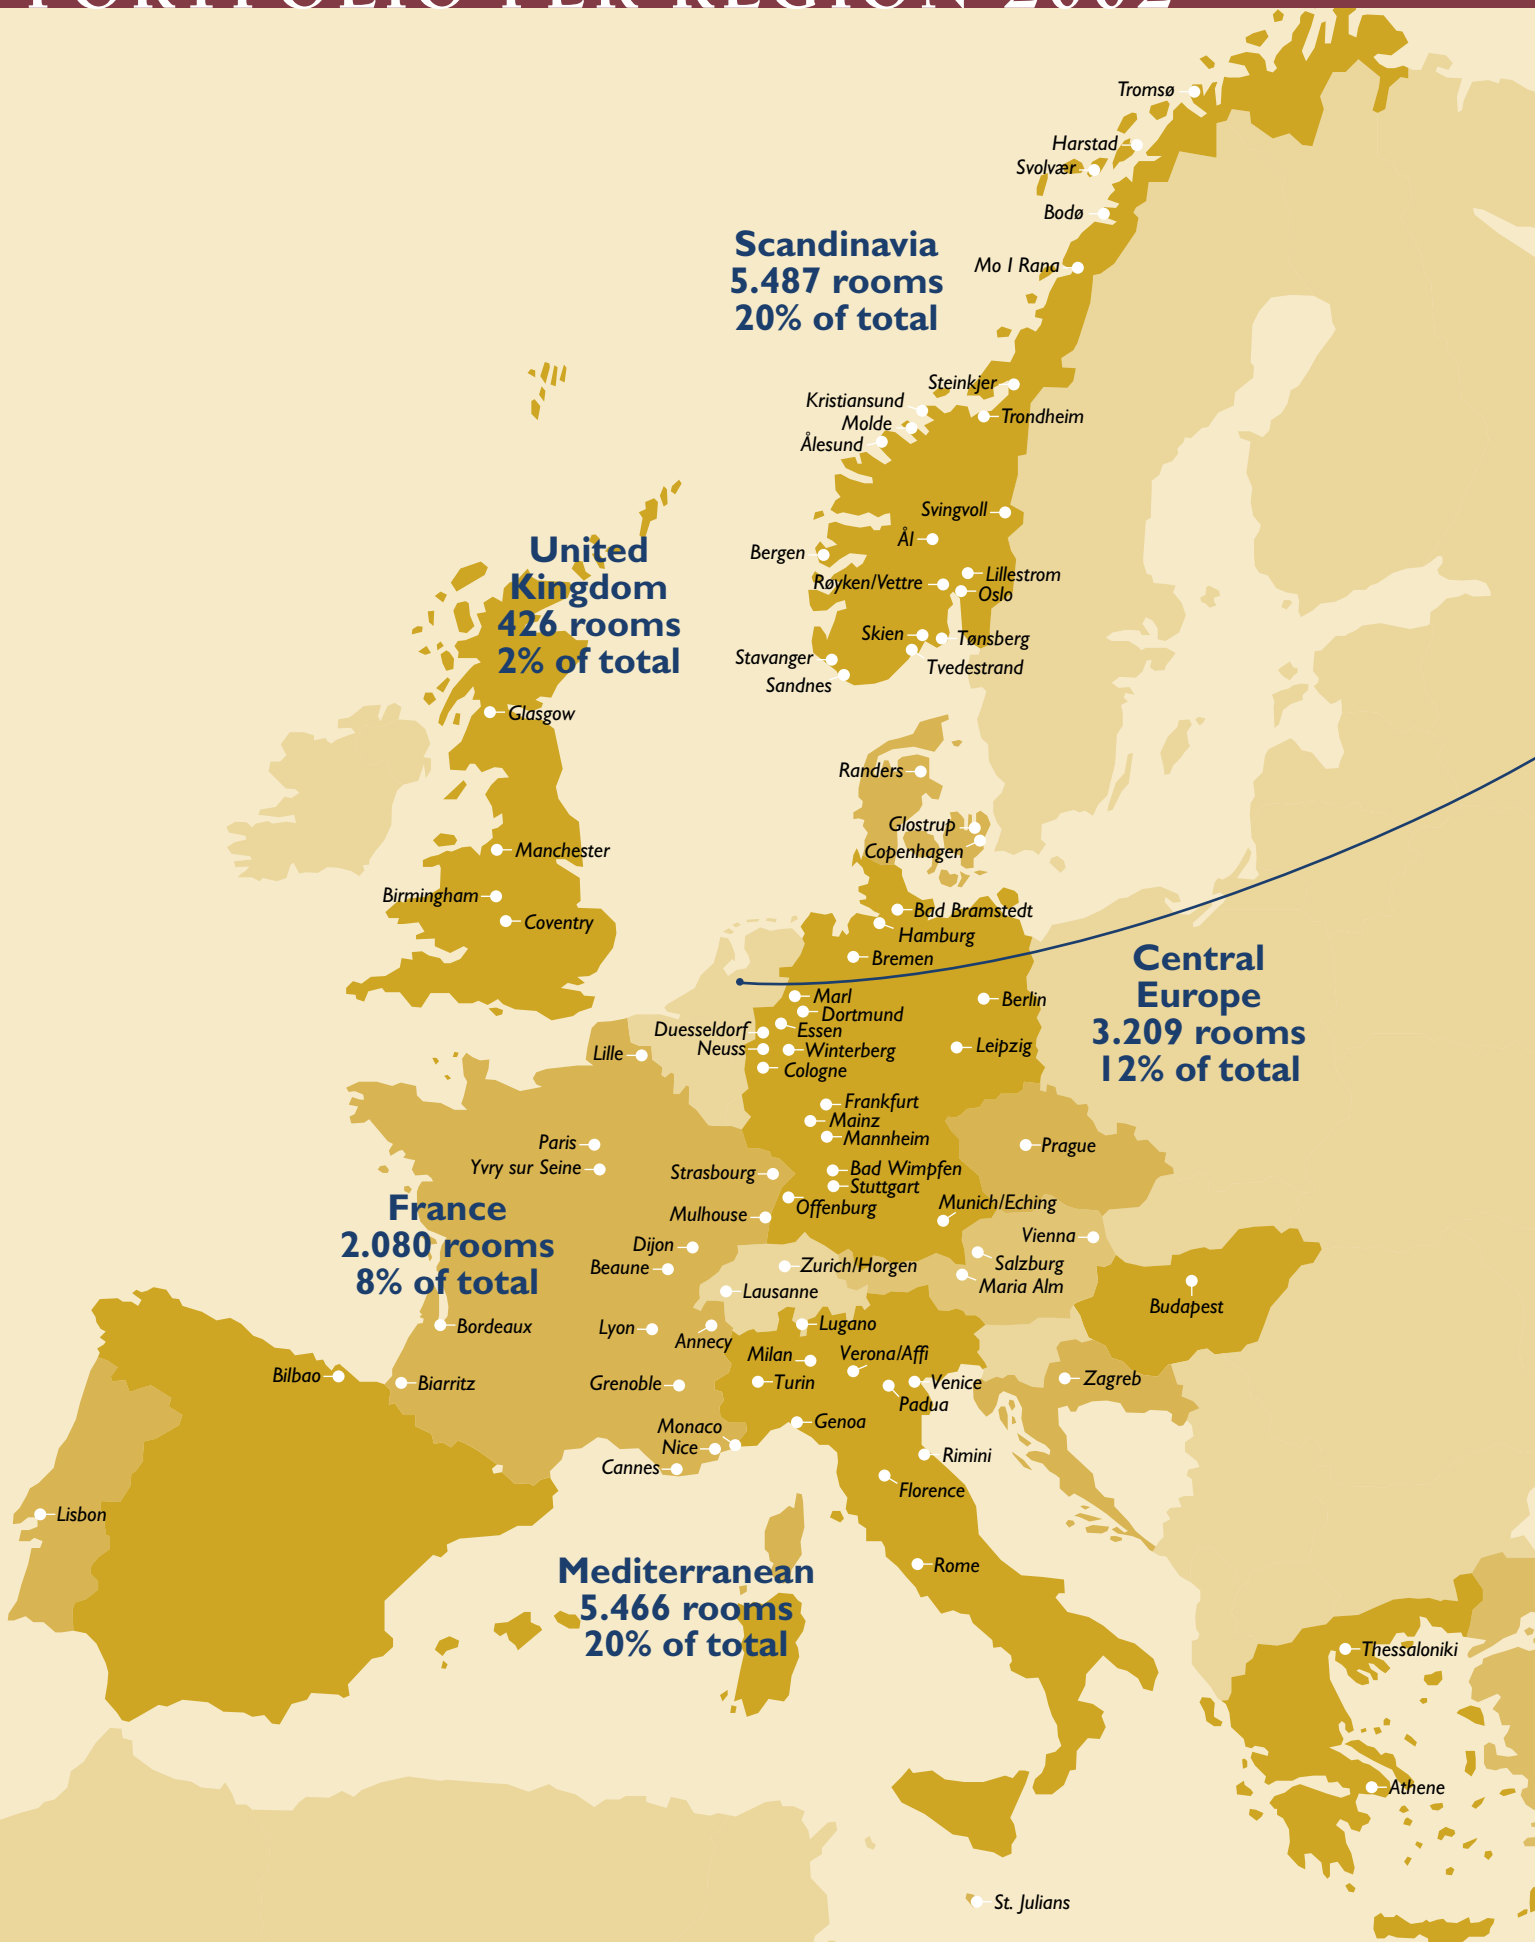 PORTFOLIO PER REGION 2002
Tromsø
Harstad
Svolvær
Bodø
Mo I Rana
Scandinavia
5.487 rooms
20% of total
Steinkjer
Kristiansund
Trondheim
Molde
Ålesund
Svingvoll
Ål
Bergen
Lillestrom
Røyken/Vettre
Oslo
Skien
Tønsberg
Stavanger
Tvedestrand
Sandnes
United
Kingdom
426 rooms
2% of total
Glasgow
Manchester
Birmingham
Coventry
Randers
Glostrup
Copenhagen
Bad Bramstedt
Hamburg
Bremen
Central
Europe
3.209 rooms
12% of total
Marl
Berlin
Dortmund
Duesseldorf
Essen
Neuss
Winterberg
Leipzig
Lille
Cologne
Frankfurt
Mainz
Mannheim
Paris
Prague
Yvry sur Seine
Strasbourg
Bad Wimpfen
Stuttgart
Offenburg
Munich/Eching
Mulhouse
France
2.080 rooms
8% of total
Dijon
Vienna
Beaune
Zurich/Horgen
Salzburg
Maria Alm
Lausanne
Budapest
Bordeaux
Lyon
Annecy
Lugano
Milan
Verona/Affi
Bilbao
Biarritz
Grenoble
Turin
Venice
Zagreb
Padua
Genoa
Monaco
Nice
Cannes
Rimini
Florence
Lisbon
Rome
Mediterranean
5.466 rooms
20% of total
Thessaloniki
Athene
St. Julians